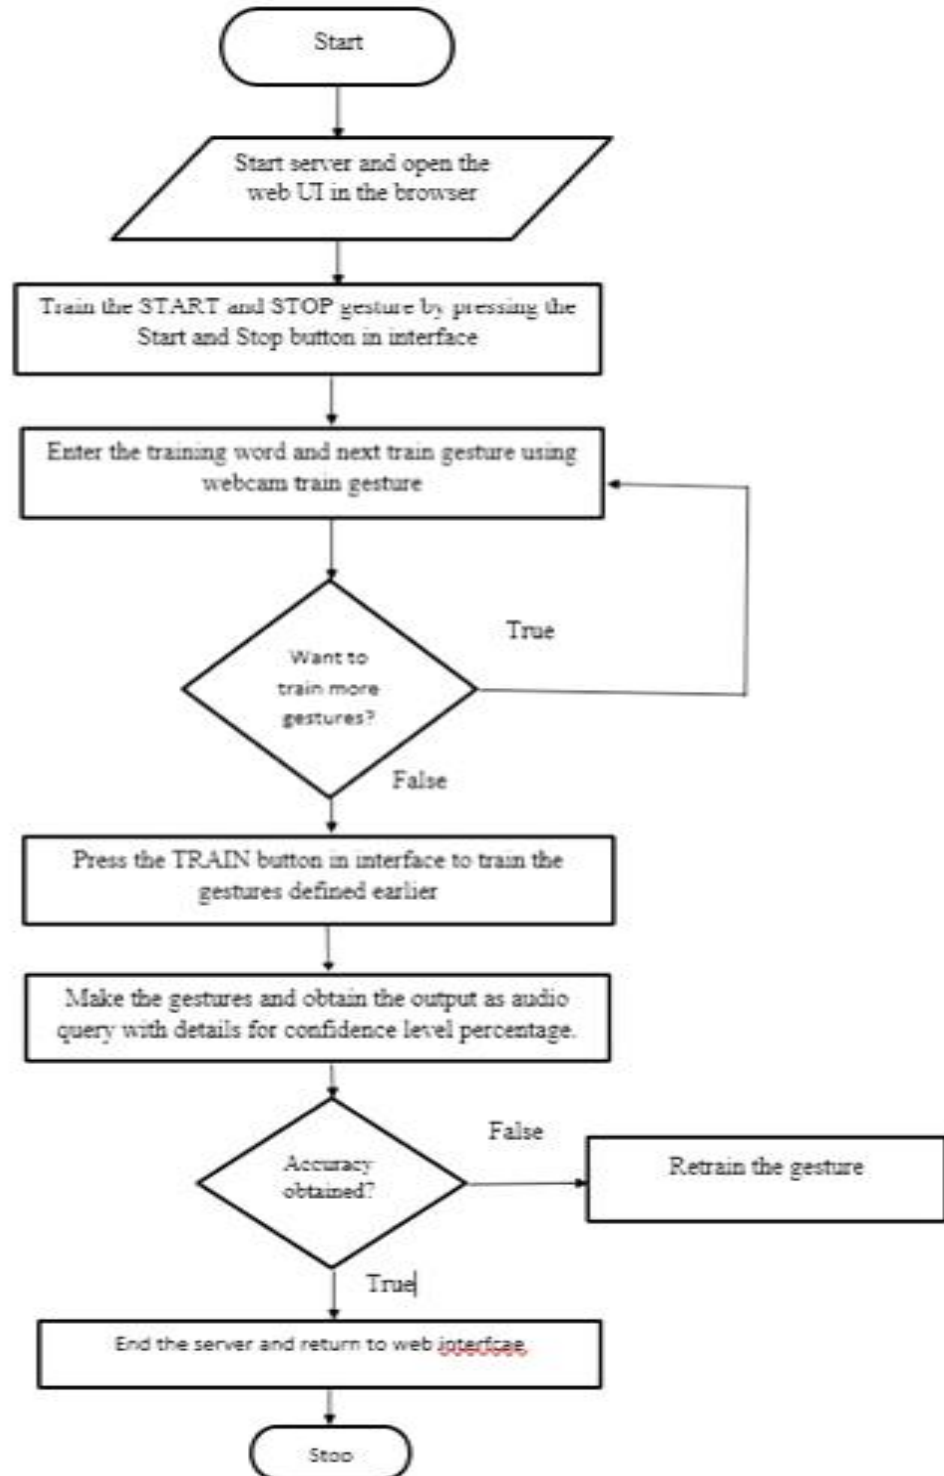 Start
Start server and open the
web UI in the browser
Train the START and STOP gesture by pressing the
Start and Stop button in interface
Enter the training word and next train gesture using
webcam train gesture
Want to
train more
gestures?
True
False
Press the TRAIN button in interface to train the
gestures defined earlier
Make the gestures and obtain the output as audio
query with details for confidence level percentage.
Accuracy
obtained?
False
Retrain the gesture
True
End the server and return to web interfcae
Stop